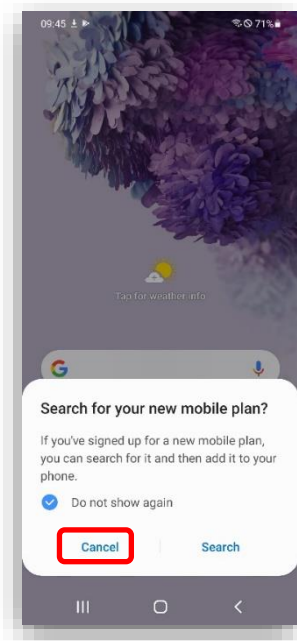 09:45 71%
Tap for weather info
G
Search for your new mobile plan?
If you've signed up for a new mobile plan,
you can search for it and then add it to your
phone.
Do not show again
Cancel Search